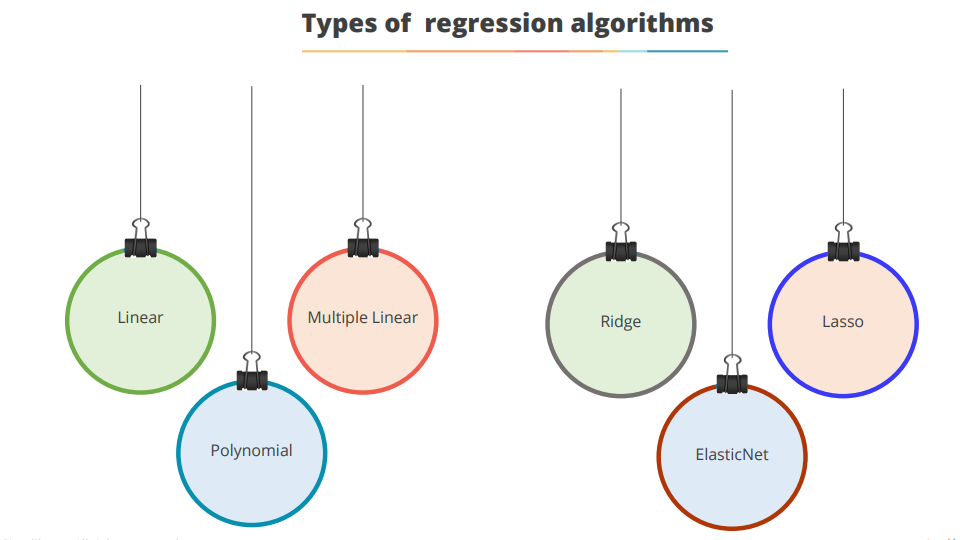 Types of  regression algorithms
Linear
Multiple Linear
Polynomial
Ridge
Lasso
ElasticNet